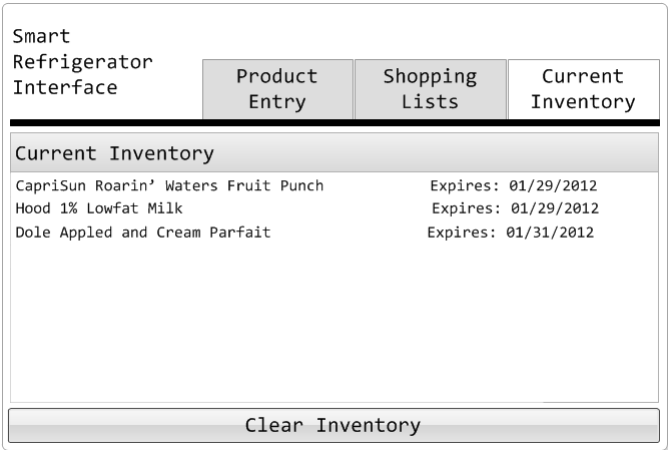 Smart
Refrigerator
Interface
Product
Entry
Shopping
Lists
Current
Inventory
Current Inventory
CapriSun Roarin’ Waters Fruit Punch Expires: 01/29/2012
Hood 1% Lowfat Milk Expires: 01/29/2012
Dole Appled and Cream Parfait Expires: 01/31/2012
Clear Inventory